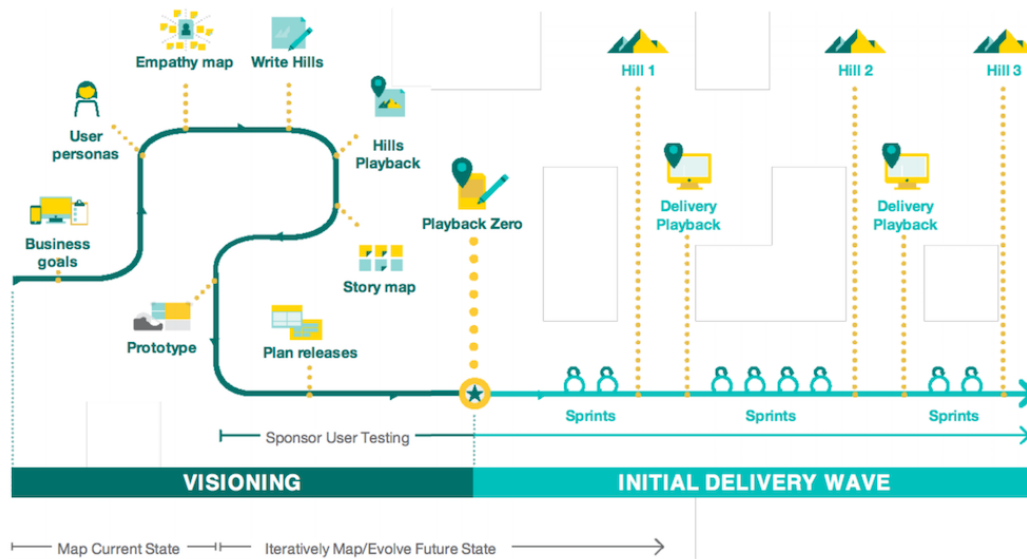 Empathy map
Write Hills
Hill 1
Hill 2
Hill 3
User
personas
Hills
Playback
Delivery
Playback
Delivery
Playback
Playback Zero
Business
goals
Story map
Prototype
Plan releases
Sprints
Sprints
Sprints
Sponsor User Testing
VISIONING
INITIAL DELIVERY WAVE
Map Current State
Iteratively Map/Evolve Future State